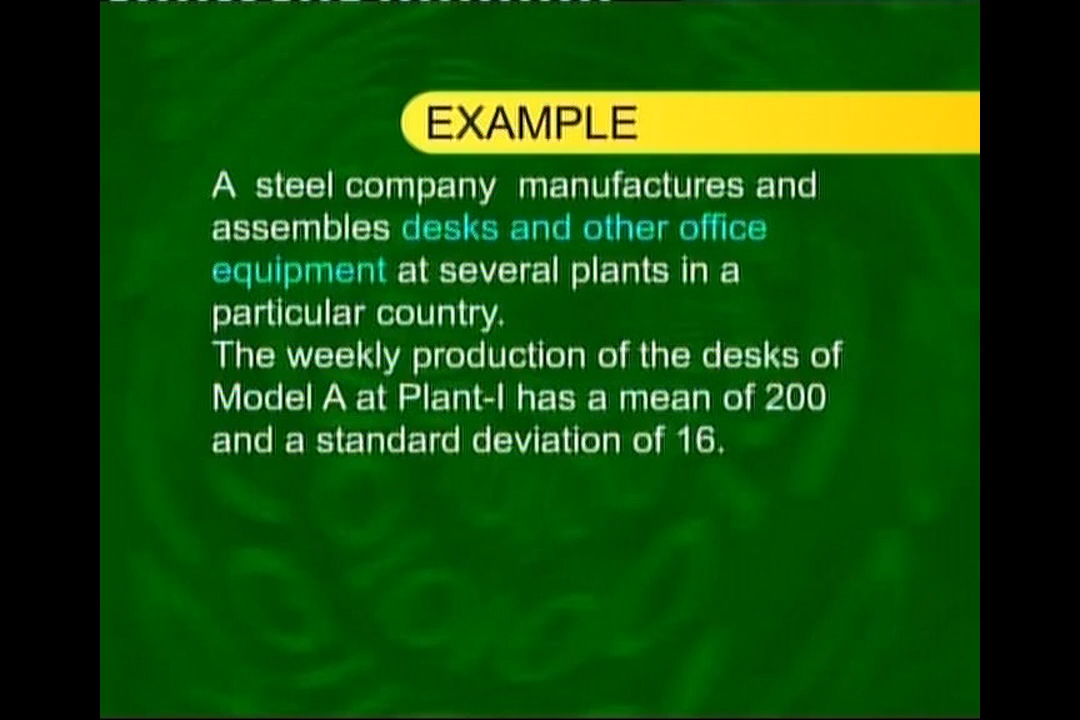 EXAMPLE
A steel company manufactures and
assembles desks and other office
equipment at several plants in a
particular country.
The weekly production of the desks of
Model A at Plant-I has a mean of 200
and a standard deviation of 16.